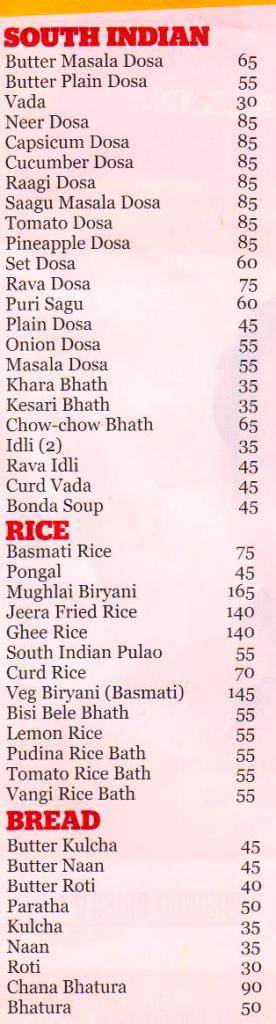 SOUTH INDIAN
Butter Masala Dosa 65
Butter Plain Dosa 55
Vada 30
Neer Dosa 85
Capsicum Dosa 85
Cucumber Dosa 85
Raagi Dosa 85
Saagu Masala Dosa 85
Tomato Dosa 85
Pineapple Dosa 85
Set Dosa 60
Rava Dosa 75
Puri Sagu 60
Plain Dosa 45
Onion Dosa 55
Masala Dosa 55
Khara Bhath 35
Kesari Bhath 35
Chow-chow Bhath 65
Idli (2) 35
Rava Idli 45
Curd Vada 45
Bonda Soup 45
RICE
Basmati Rice 75
Pongal 45
Mughlai Biryani 165
Jeera Fried Rice 140
Ghee Rice 140
South Indian Pulao 55
Curd Rice 70
Veg Biryani (Basmati) 145
Bisi Bele Bhath 55
Lemon Rice 55
Pudina Rice Bath 55
Tomato Rice Bath 55
Vangi Rice Bath 55
BREAD
Butter Kulcha 45
Butter Naan 45
Butter Roti 40
Paratha 50
Kulcha 35
Naan 35
Roti 30
Chana Bhatura 90
Bhatura 50